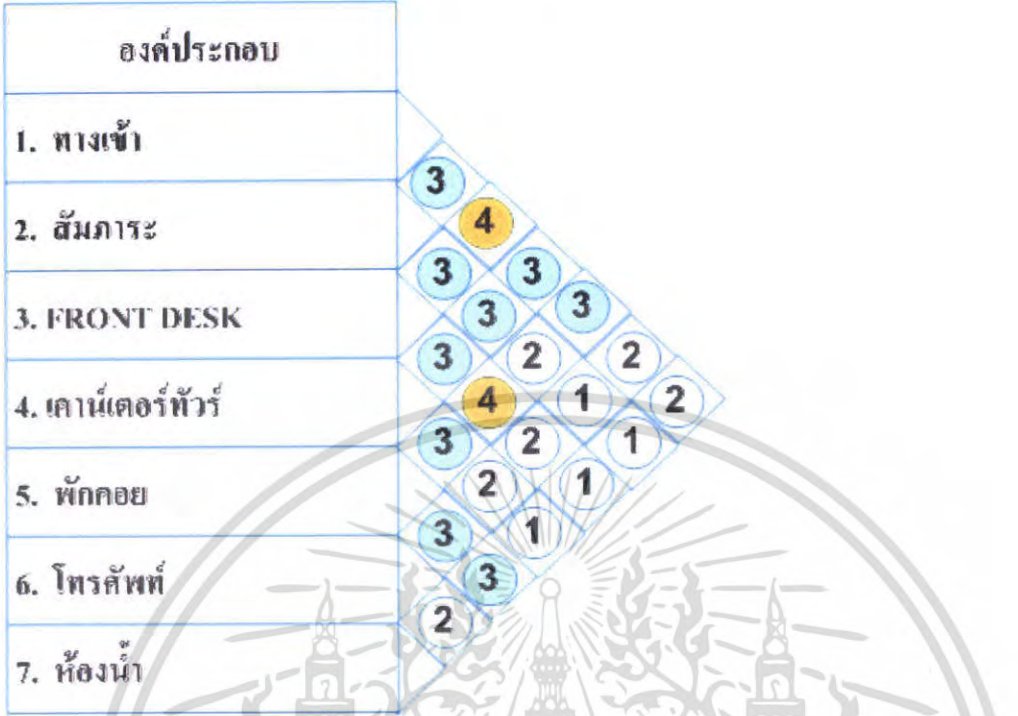 องค์ประกอบ
1. ทางเข้า
2. สัมภาระ
3. FRONT DESK
4. เคาน์เตอร์ทัวร์
5. พักคอย
6. โทรศัพท์
7. ห้องน้ำ
3
4
3 3
3 3
3 2 2
4 1 2
3 2 1
2 1
3 1
3
2